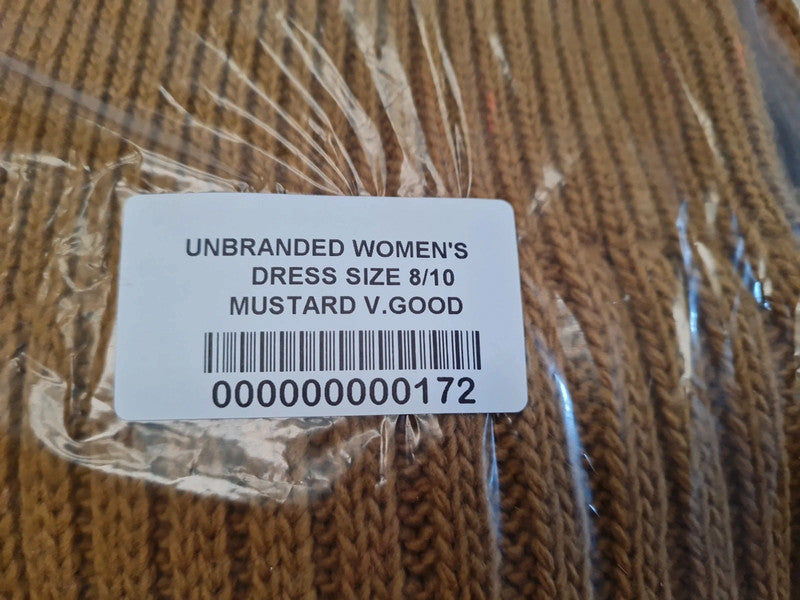 UNBRANDED WOMEN'S
DRESS SIZE 8/10
MUSTARD V.GOOD
000000000172